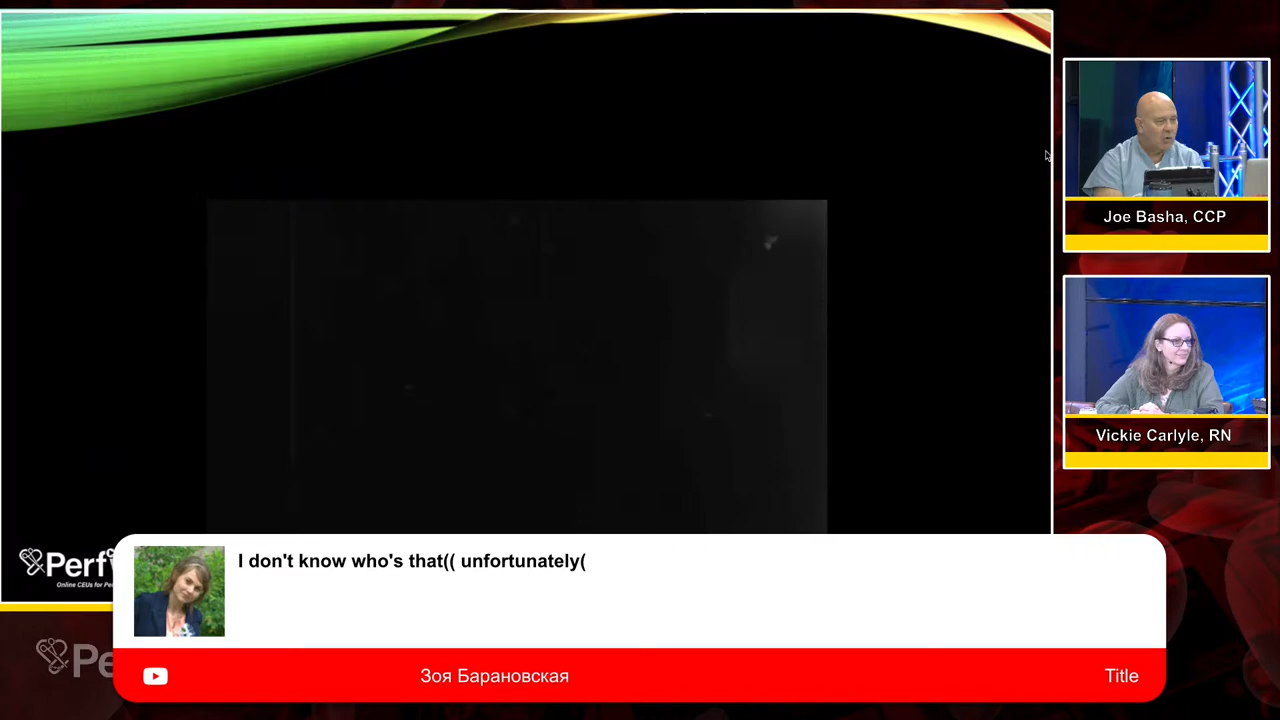 Joe Basha, CCP
Vickie Carlyle, RN
I don't know who's that(( unfortunately(
Зоя Барановская
Title